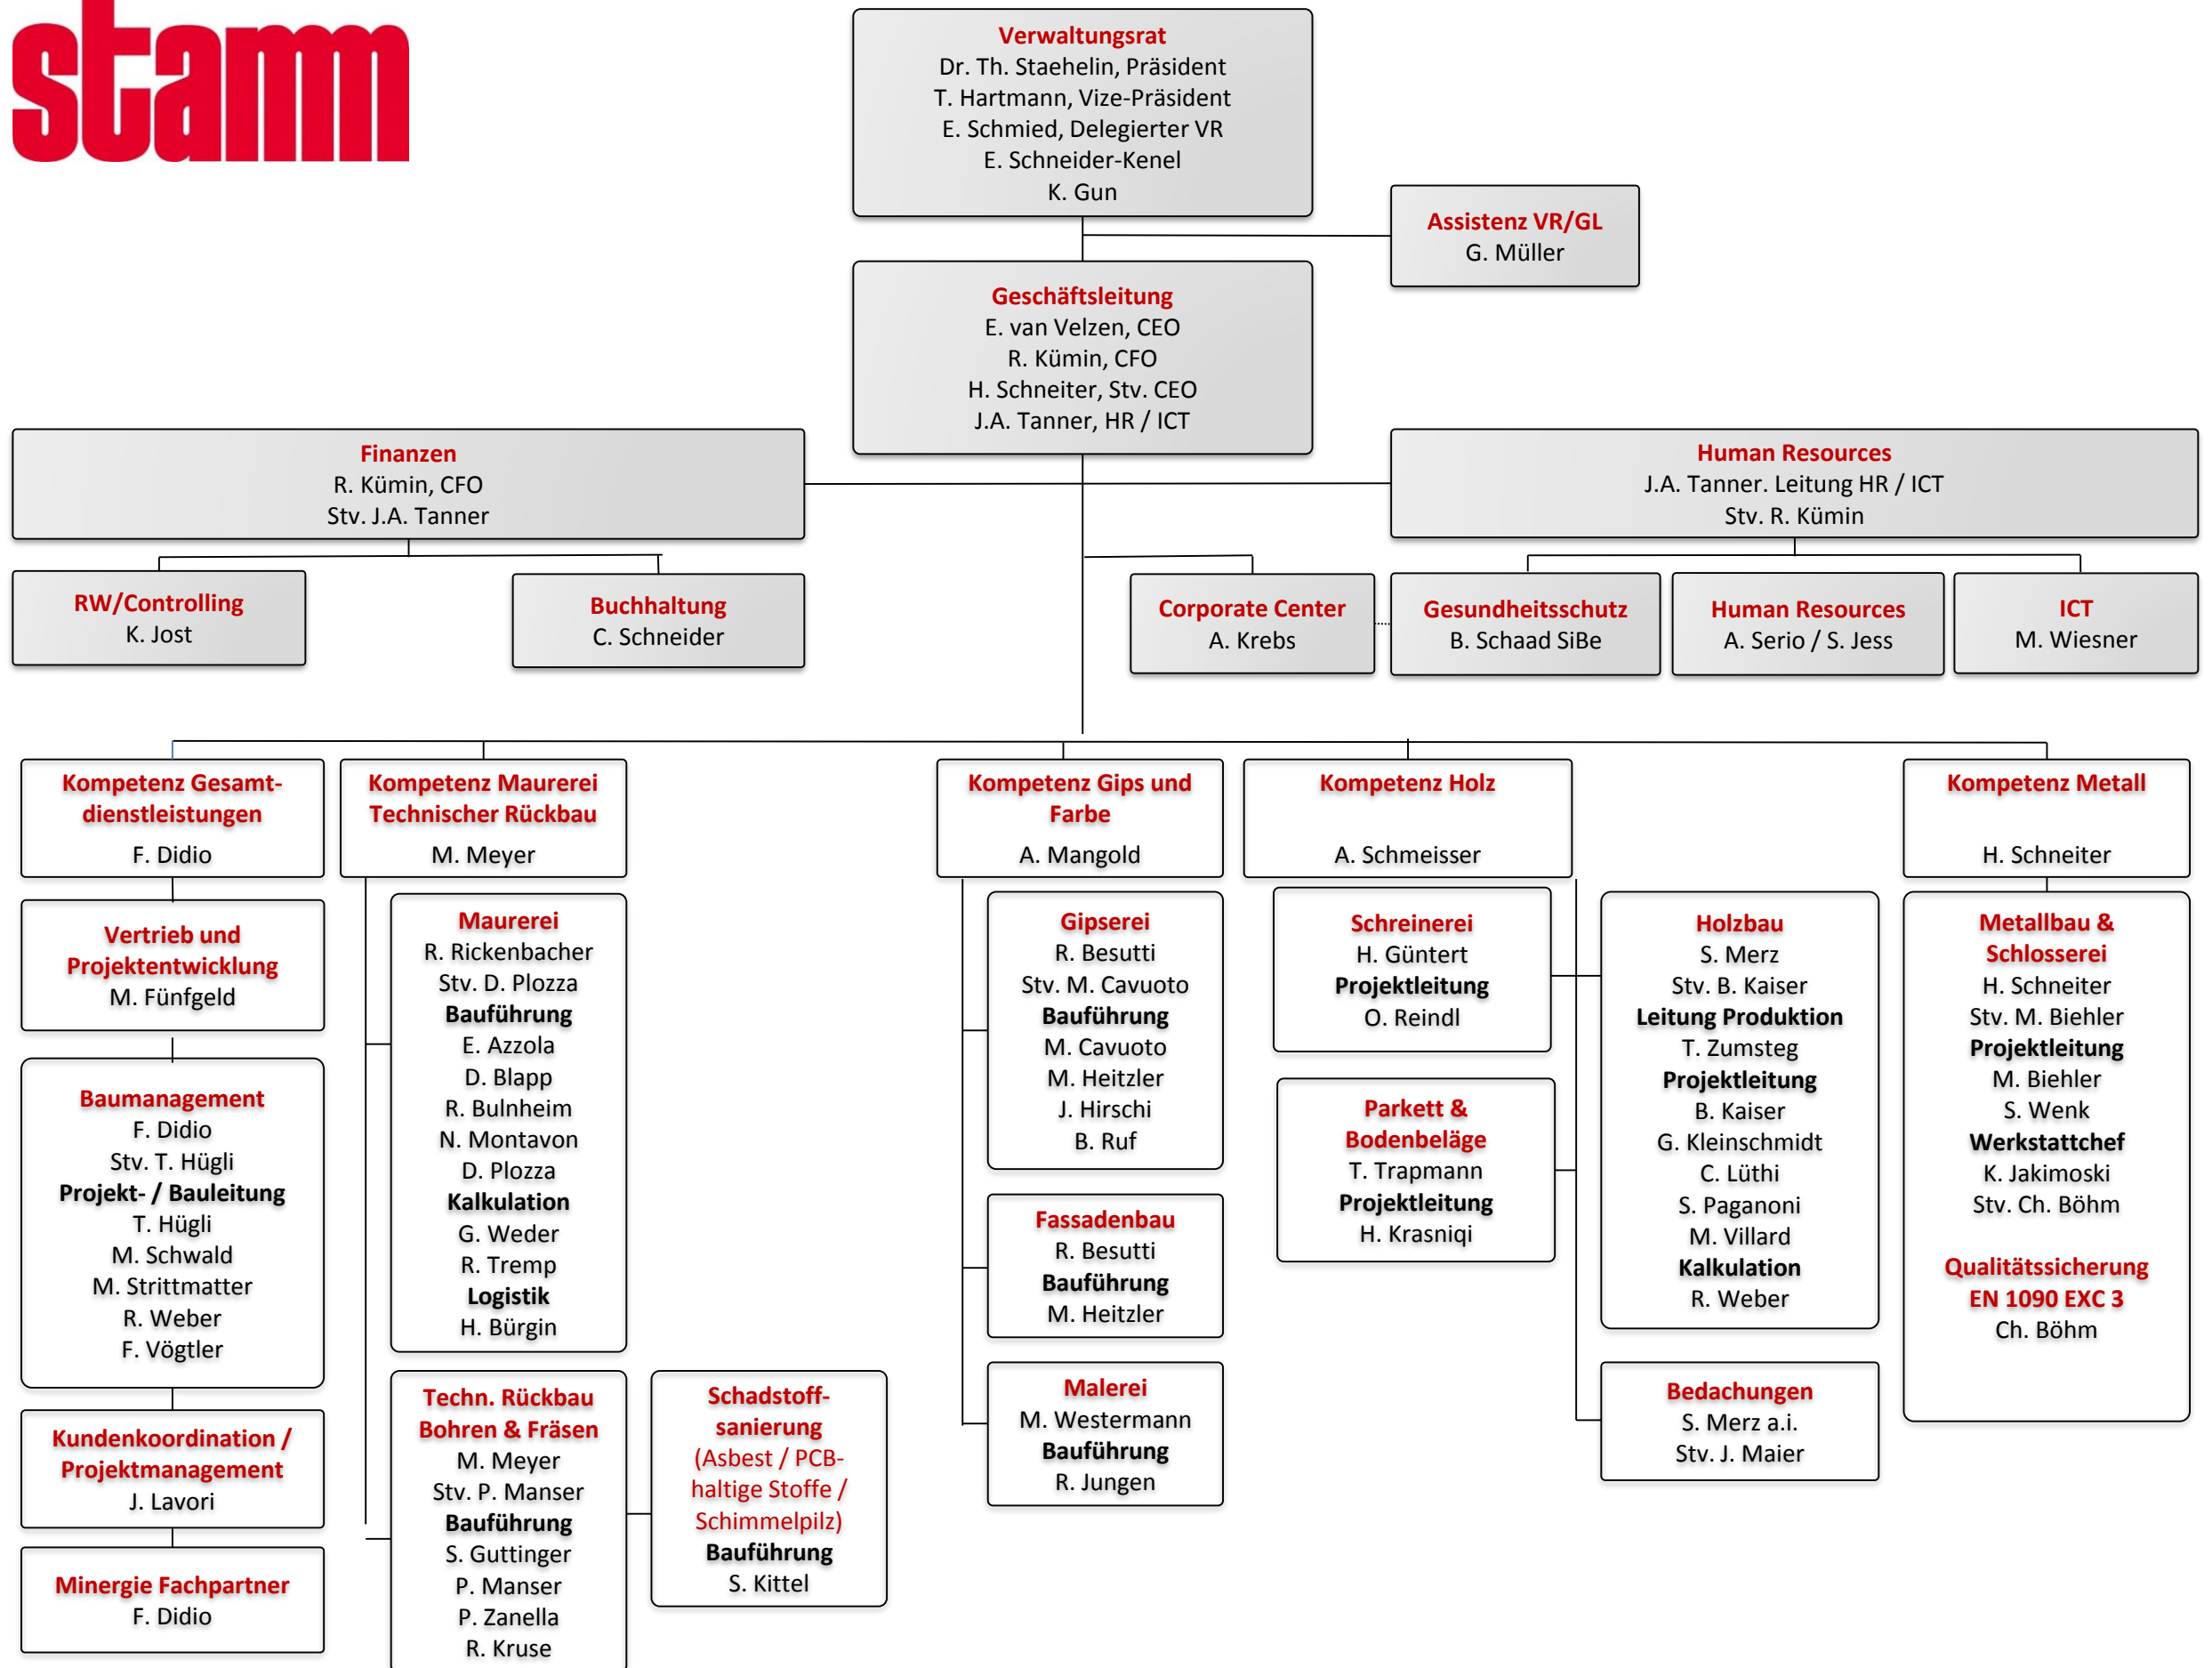 stamm
Verwaltungsrat
Dr. Th. Staehelin, Präsident
T. Hartmann, Vize-Präsident
E. Schmied, Delegierter VR
E. Schneider-Kenel
K. Gun
Assistenz VR/GL
G. Müller
Geschäftsleitung
E. van Velzen, CEO
R. Kümin, CFO
H. Schneiter, Stv. CEO
J.A. Tanner, HR / ICT
Finanzen
R. Kümin, CFO
Stv. J.A. Tanner
Human Resources
J.A. Tanner. Leitung HR / ICT
Stv. R. Kümin
RW/Controlling
K. Jost
Buchhaltung
C. Schneider
Corporate Center
A. Krebs
Gesundheitsschutz
B. Schaad SiBe
Human Resources
A. Serio / S. Jess
ICT
M. Wiesner
Kompetenz Gesamt-
dienstleistungen
F. Didio
Vertrieb und
Projektentwicklung
M. Fünfgeld
Baumanagement
F. Didio
Stv. T. Hügli
Projekt- / Bauleitung
T. Hügli
M. Schwald
M. Strittmatter
R. Weber
F. Vögtler
Kundenkoordination /
Projektmanagement
J. Lavori
Minergie Fachpartner
F. Didio
Kompetenz Maurerei
Technischer Rückbau
M. Meyer
Maurerei
R. Rickenbacher
Stv. D. Plozza
Bauführung
E. Azzola
D. Blapp
R. Bulnheim
N. Montavon
D. Plozza
Kalkulation
G. Weder
R. Tremp
Logistik
H. Bürgin
Techn. Rückbau
Bohren & Fräsen
M. Meyer
Stv. P. Manser
Bauführung
S. Guttinger
P. Manser
P. Zanella
R. Kruse
Schadstoff-
sanierung
(Asbest / PCB-
haltige Stoffe /
Schimmelpilz)
Bauführung
S. Kittel
Kompetenz Gips und
Farbe
A. Mangold
Gipserei
R. Besutti
Stv. M. Cavuoto
Bauführung
M. Cavuoto
M. Heitzler
J. Hirschi
B. Ruf
Fassadenbau
R. Besutti
Bauführung
M. Heitzler
Malerei
M. Westermann
Bauführung
R. Jungen
Kompetenz Holz
A. Schmeisser
Schreinerei
H. Güntert
Projektleitung
O. Reindl
Parkett &
Bodenbeläge
T. Trapmann
Projektleitung
H. Krasniqi
Holzbau
S. Merz
Stv. B. Kaiser
Leitung Produktion
T. Zumsteg
Projektleitung
B. Kaiser
G. Kleinschmidt
C. Lüthi
S. Paganoni
M. Villard
Kalkulation
R. Weber
Bedachungen
S. Merz a.i.
Stv. J. Maier
Kompetenz Metall
H. Schneiter
Metallbau &
Schlosserei
H. Schneiter
Stv. M. Biehler
Projektleitung
M. Biehler
S. Wenk
Werkstattchef
K. Jakimoski
Stv. Ch. Böhm
Qualitätssicherung
EN 1090 EXC 3
Ch. Böhm